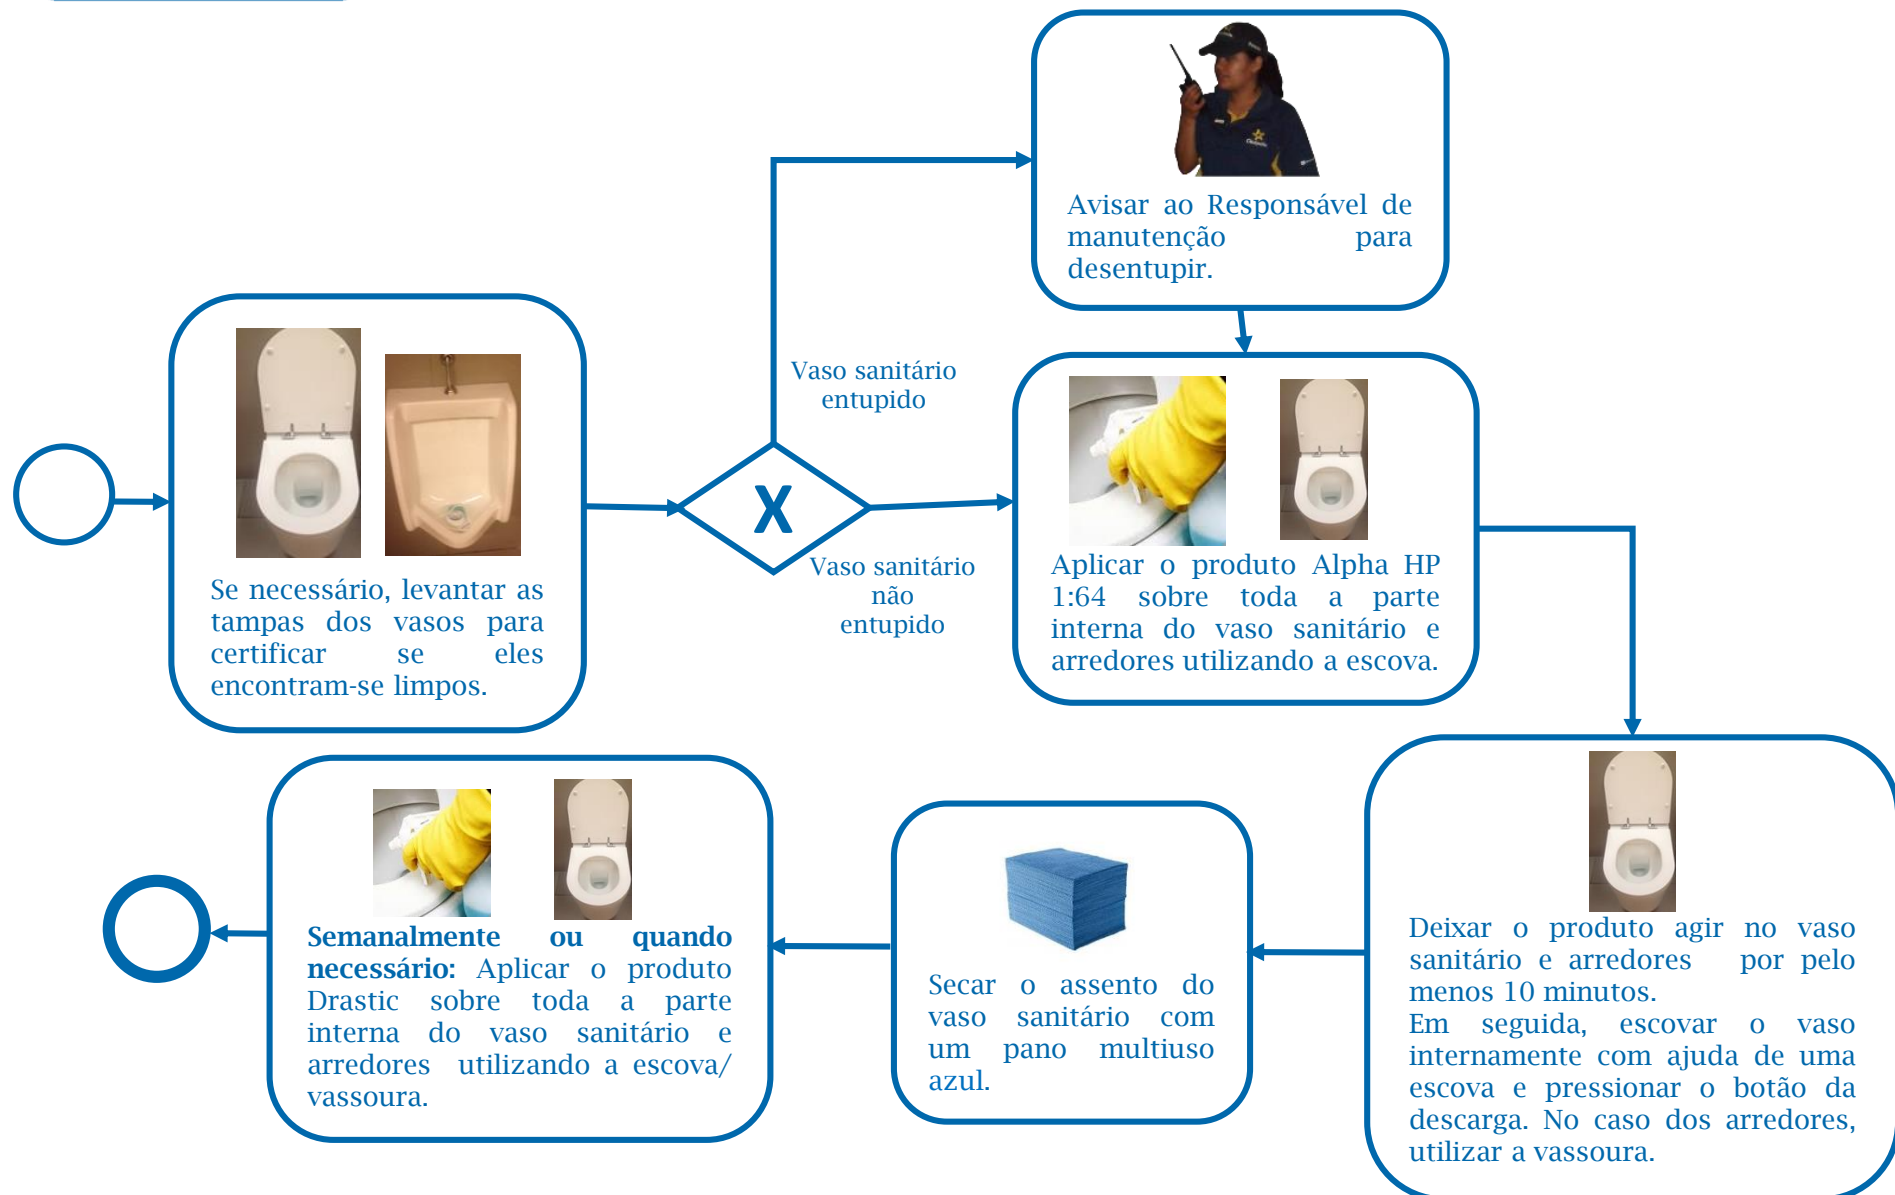 Avisar ao Responsável de
manutenção para
desentupir.
Vaso sanitário
entupido
Se necessário, levantar as
tampas dos vasos para
certificar se eles
encontram-se limpos.
X
Vaso sanitário
não
entupido
Aplicar o produto Alpha HP
1:64 sobre toda a parte
interna do vaso sanitário e
arredores utilizando a escova.
Deixar o produto agir no vaso
sanitário e arredores por pelo
menos 10 minutos.
Em seguida, escovar o vaso
internamente com ajuda de uma
escova e pressionar o botão da
descarga. No caso dos arredores,
utilizar a vassoura.
Secar o assento do
vaso sanitário com
um pano multiuso
azul.
Semanalmente ou quando
necessário: Aplicar o produto
Drastic sobre toda a parte
interna do vaso sanitário e
arredores utilizando a escova/
vassoura.